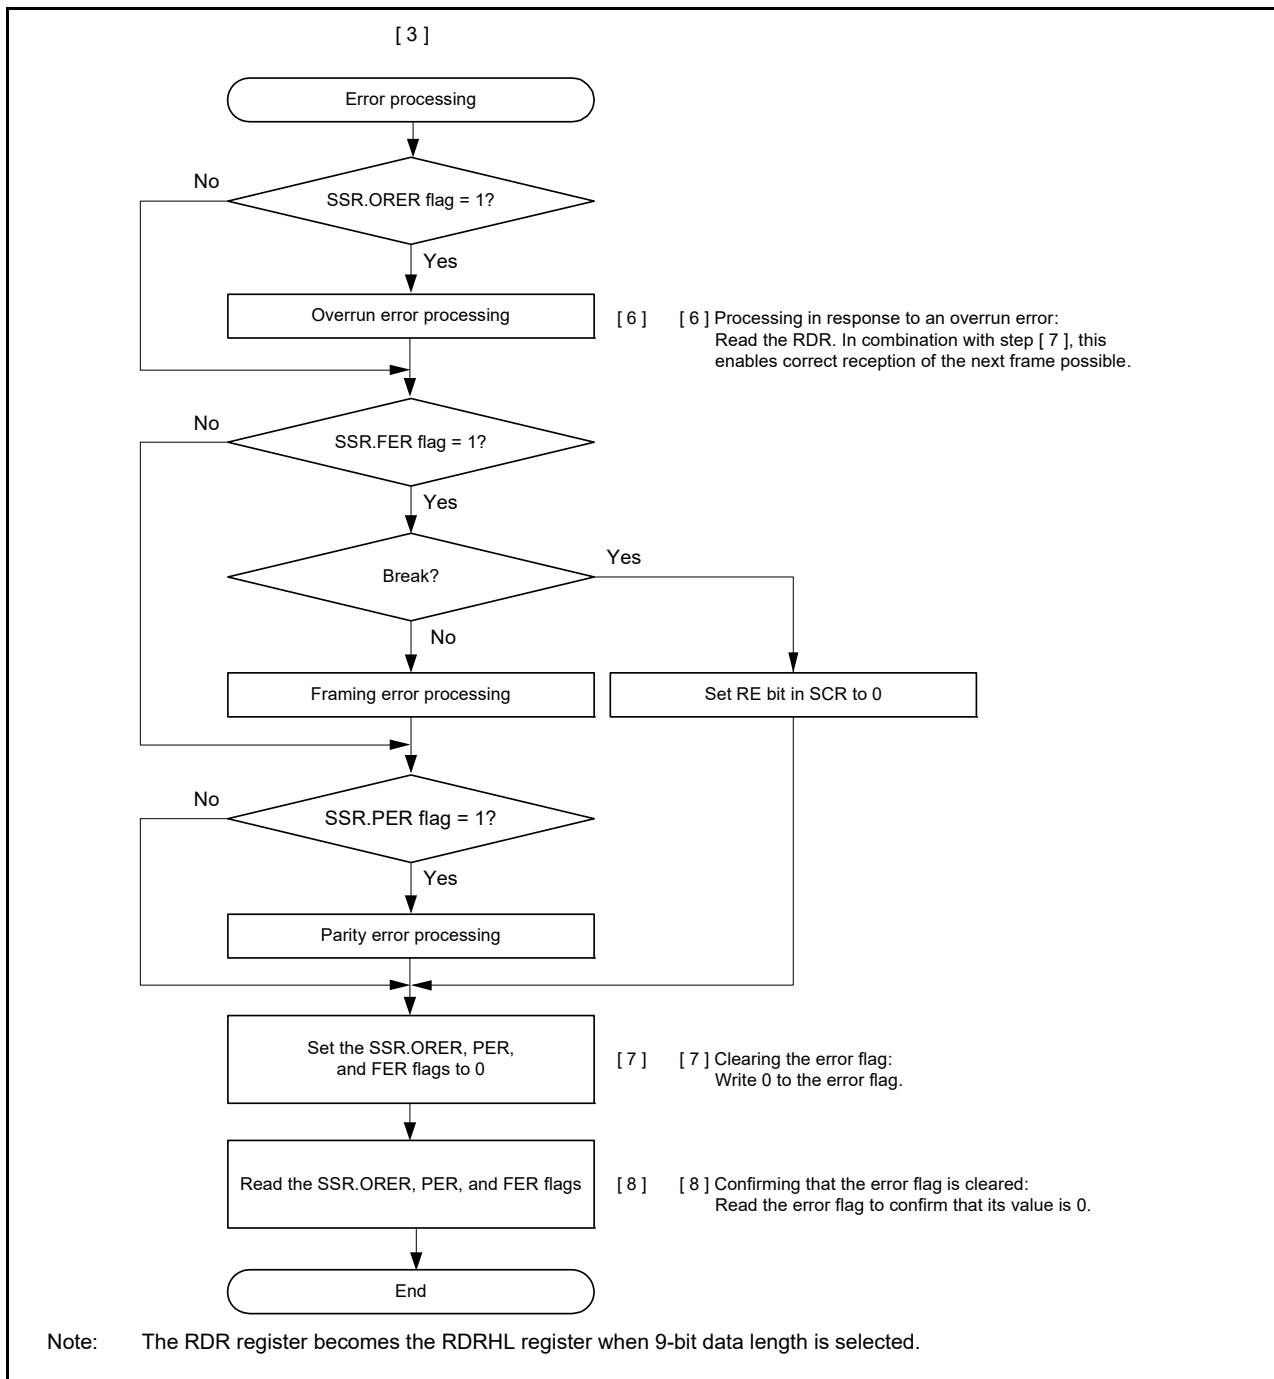 [ 3 ]
Error processing
No
SSR.ORER flag = 1?
Yes
Overrun error processing
[ 6 ]
[ 6 ] Processing in response to an overrun error:
Read the RDR. In combination with step [ 7 ], this
enables correct reception of the next frame possible.
No
SSR.FER flag = 1?
Yes
Break?
Yes
No
Framing error processing
Set RE bit in SCR to 0
No
SSR.PER flag = 1?
Yes
Parity error processing
Set the SSR.ORER, PER,
and FER flags to 0
[ 7 ]
[ 7 ] Clearing the error flag:
Write 0 to the error flag.
Read the SSR.ORER, PER, and FER flags
[ 8 ]
[ 8 ] Confirming that the error flag is cleared:
Read the error flag to confirm that its value is 0.
End
Note: The RDR register becomes the RDRHL register when 9-bit data length is selected.